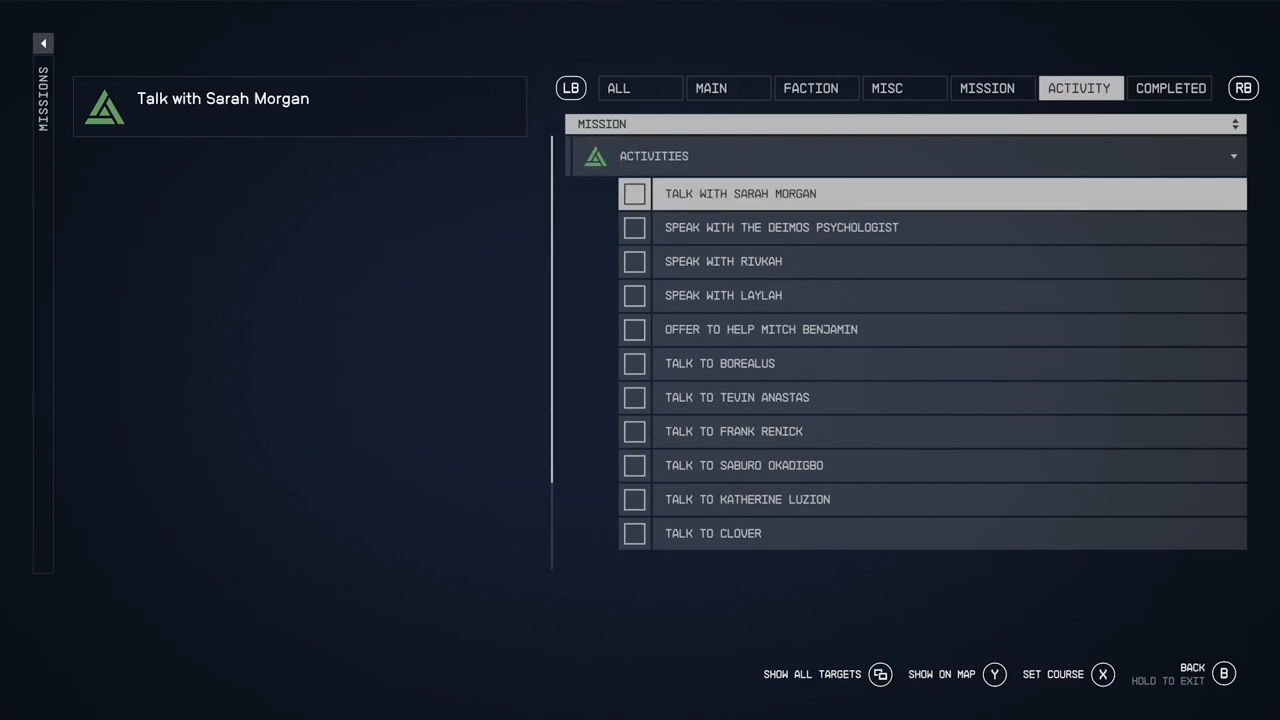 MISSIONS
Talk with Sarah Morgan
LB ALL MAIN FACTION MISC MISSION ACTIVITY COMPLETED RB
MISSION
ACTIVITIES
TALK WITH SARAH MORGAN
SPEAK WITH THE DEIMOS PSYCHOLOGIST
SPEAK WITH RIVKAH
SPEAK WITH LAYLAH
OFFER TO HELP MITCH BENJAMIN
TALK TO BOREALUS
TALK TO TEVIN ANASTAS
TALK TO FRANK RENICK
TALK TO SABURO OKADIGBO
TALK TO KATHERINE LUZION
TALK TO CLOVER
SHOW ALL TARGETS SHOW ON MAP Y SET COURSE X BACK B
HOLD TO EXIT